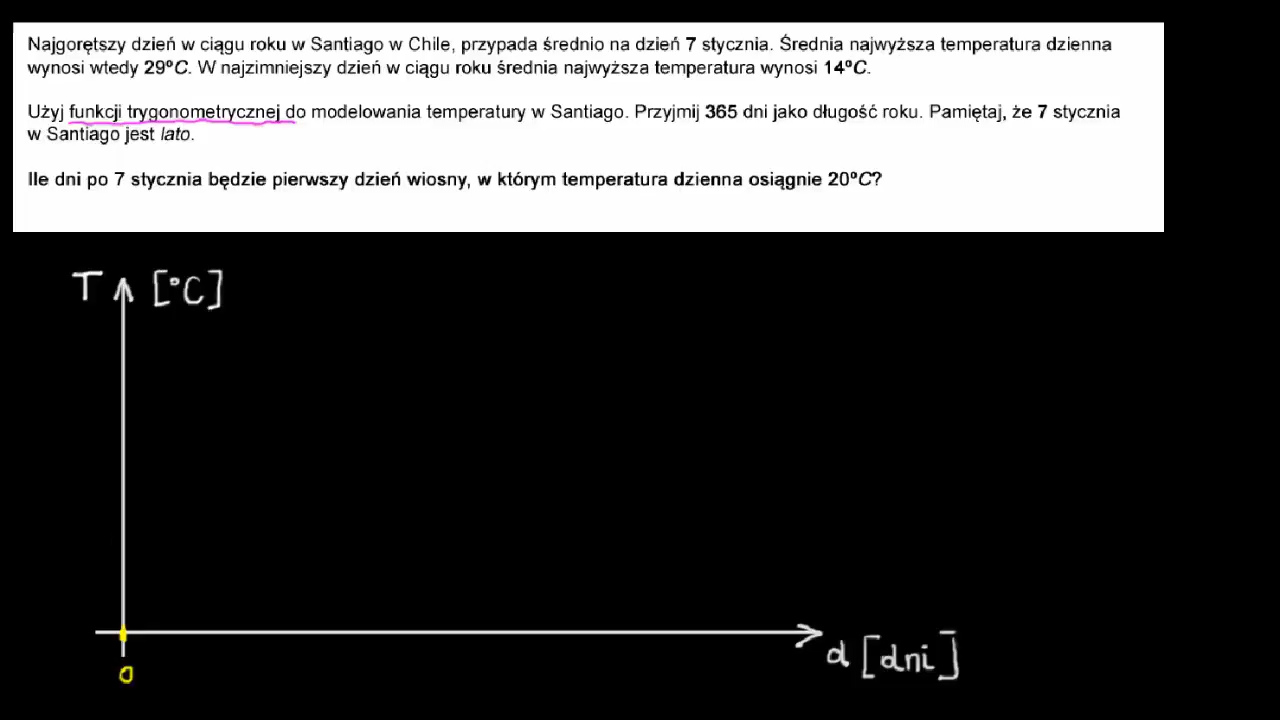 Najgorętszy dzień w ciągu roku w Santiago w Chile, przypada średnio na dzień 7 stycznia. Średnia najwyższa temperatura dzienna
wynosi wtedy 29ºC. W najzimniejszy dzień w ciągu roku średnia najwyższa temperatura wynosi 14ºC.
Użyj funkcji trygonometrycznej do modelowania temperatury w Santiago. Przyjmij 365 dni jako długość roku. Pamiętaj, że 7 stycznia
w Santiago jest lato.
Ile dni po 7 stycznia będzie pierwszy dzień wiosny, w którym temperatura dzienna osiągnie 20ºC?
T [°C]
d [dni]
0